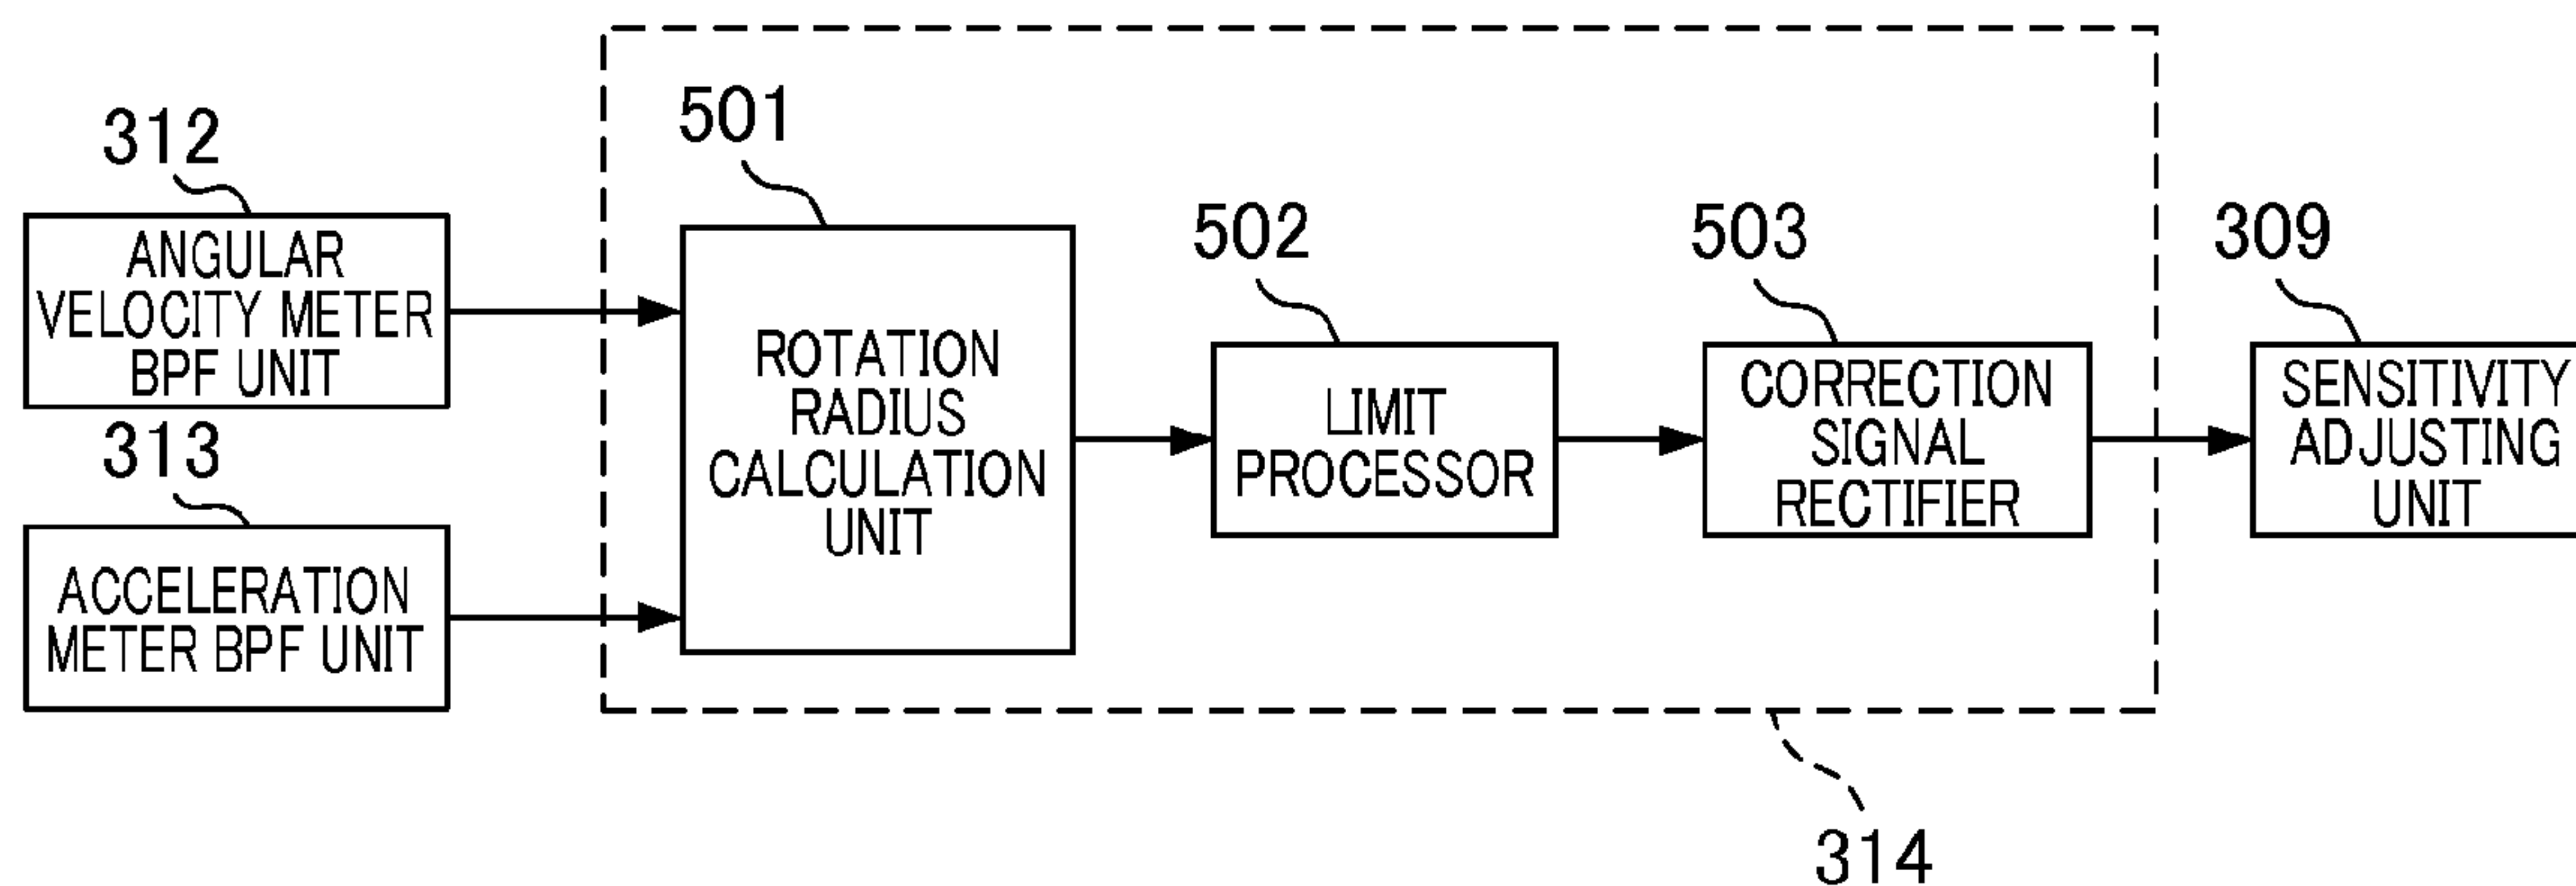 312
ANGULAR
VELOCITY METER
BPF UNIT
313
ACCELERATION
METER BPF UNIT
501
ROTATION
RADIUS
CALCULATION
UNIT
502
LIMIT
PROCESSOR
503
CORRECTION
SIGNAL
RECTIFIER
309
SENSITIVITY
ADJUSTING
UNIT
314